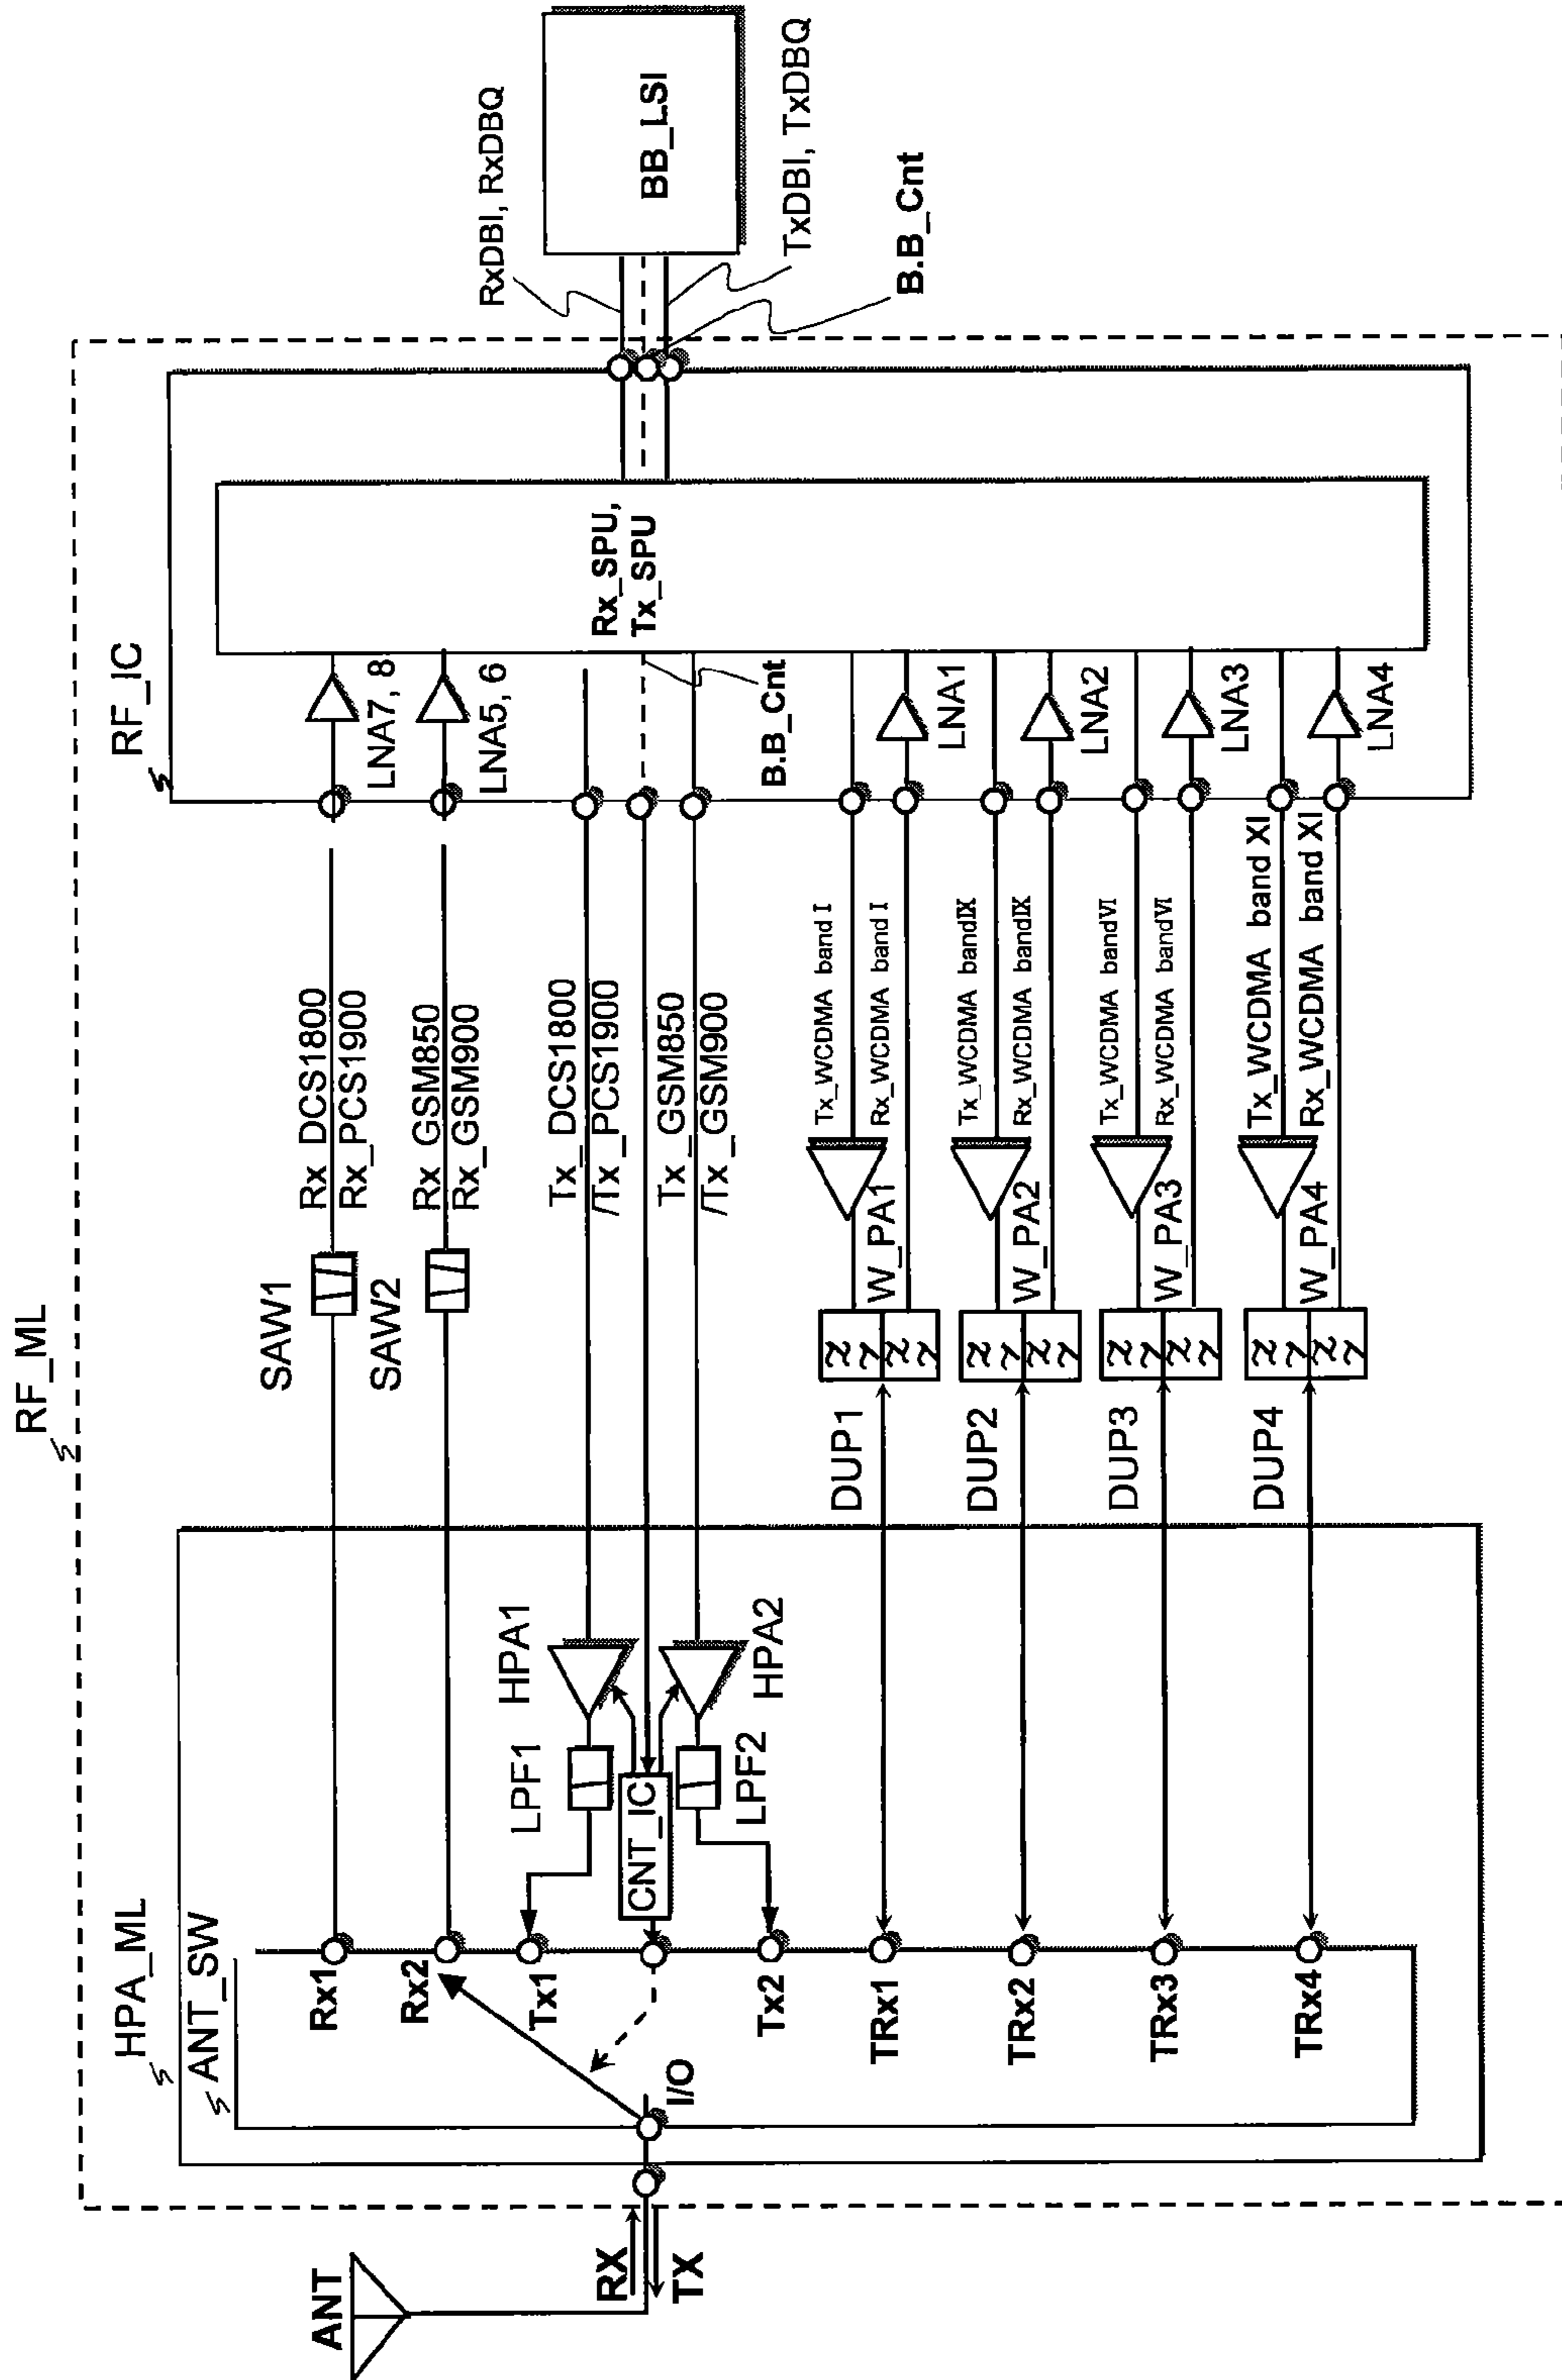 RF_ML
HPA_ML
RF_IC
ANT_SW
ANT
RX
TX
I/O
Rx1
Rx2
Tx1
Tx2
TRx1
TRx2
TRx3
TRx4
CNT_IC
LPF1
LPF2
HPA1
HPA2
SAW1
SAW2
DUP1
DUP2
DUP3
DUP4
W_PA1
W_PA2
W_PA3
W_PA4
Rx_DCS1800
Rx_PCS1900
Rx_GSM850
Rx_GSM900
Tx_DCS1800
/Tx_PCS1900
Tx_GSM850
/Tx_GSM900
Tx_WCDMA band I
Rx_WCDMA band I
Tx_WCDMA bandⅨ
Rx_WCDMA bandⅨ
Tx_WCDMA bandⅥ
Rx_WCDMA bandⅥ
Tx_WCDMA band XI
Rx_WCDMA band XI
LNA7, 8
LNA5, 6
B.B_Cnt
LNA1
LNA2
LNA3
LNA4
Rx_SPU,
Tx_SPU
RxDBI, RxDBQ
BB_LSI
TxDBI, TxDBQ
B.B_Cnt